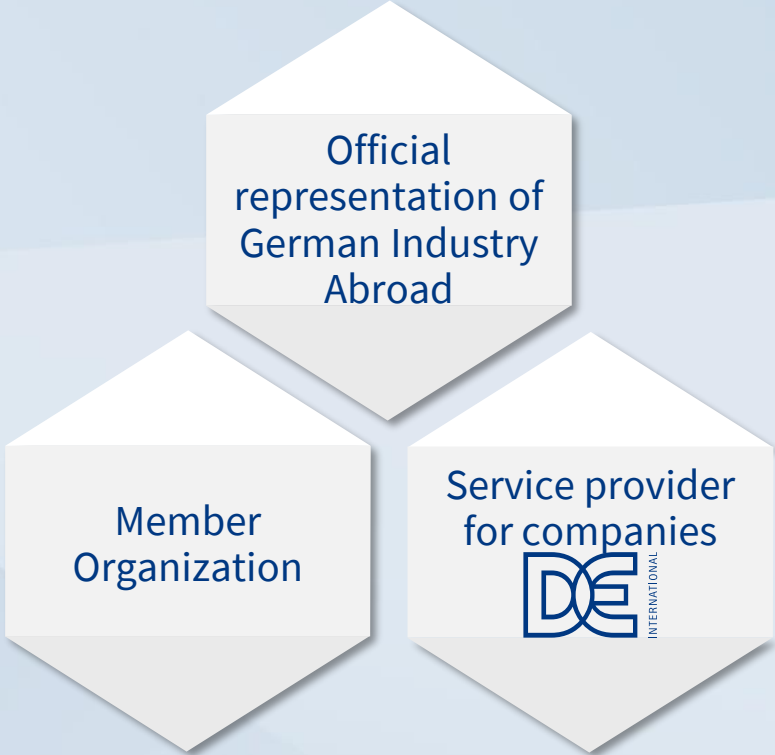 Official
representation of
German Industry
Abroad
Member
Organization
Service provider
for companies
DE
INTERNATIONAL